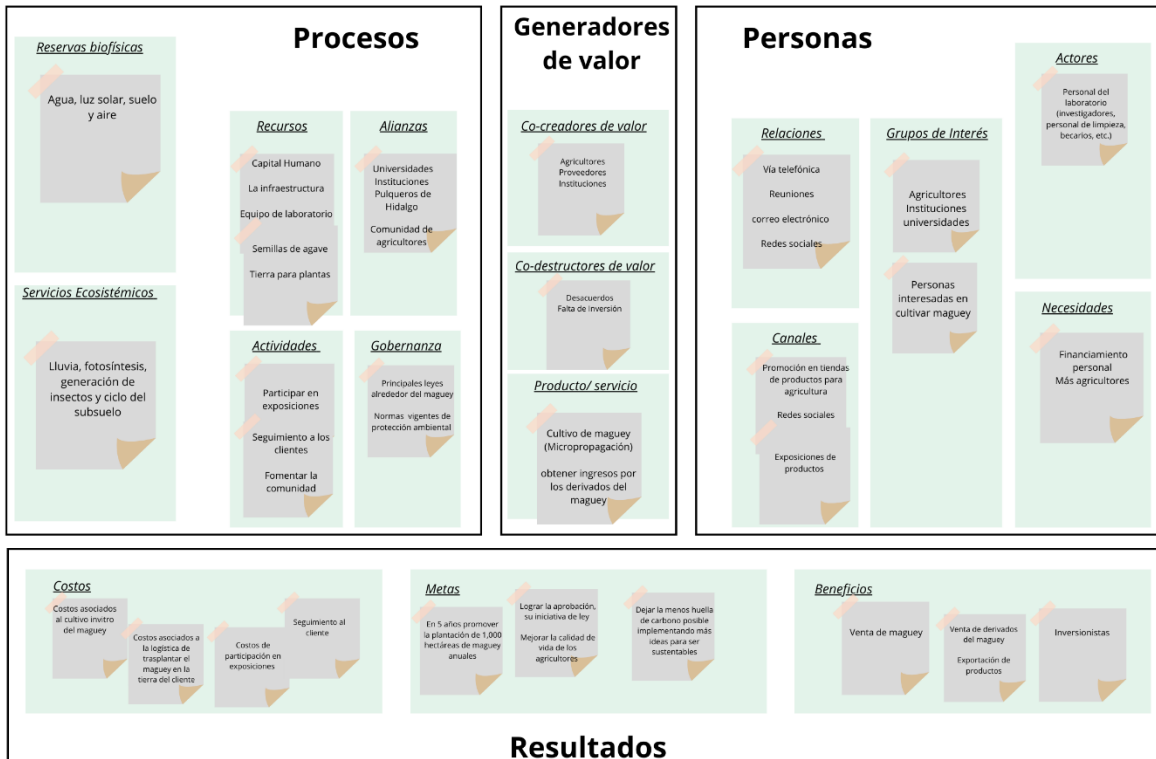 Procesos
Reservas biofísicas
Agua, luz solar, suelo
y aire
Servicios Ecosistémicos
Lluvia, fotosíntesis,
generación de
insectos y ciclo del
subsuelo
Recursos
Capital Humano
La infraestructura
Equipo de laboratorio
Semillas de agave
Tierra para plantas
Alianzas
Universidades
Instituciones
Pulqueros de
Hidalgo
Comunidad de
agricultores
Actividades
Participar en
exposiciones
Seguimiento a los
clientes
Fomentar la
comunidad
Gobernanza
Principales leyes
alrededor del maguey
Normas vigentes de
protección ambiental
Generadores
de valor
Co-creadores de valor
Agricultores
Proveedores
Instituciones
Co-destructores de valor
Desacuerdos
Falta de inversión
Producto/ servicio
Cultivo de maguey
(Micropropagación)
obtener ingresos por
los derivados del
maguey
Personas
Relaciones
Vía telefónica
Reuniones
correo electrónico
Redes sociales
Canales
Promoción en tiendas
de productos para
agricultura
Redes sociales
Exposiciones de
productos
Grupos de Interés
Agricultores
Instituciones
universidades
Personas
interesadas en
cultivar maguey
Actores
Personal del
laboratorio
(investigadores,
personal de limpieza,
becarios, etc.)
Necesidades
Financiamiento
personal
Más agricultores
Costos
Costos asociados
al cultivo invitro
del maguey
Costos asociados a
la logística de
trasplantar el
maguey en la
tierra del cliente
Costos de
participación en
exposiciones
Seguimiento al
cliente
Metas
En 5 años promover
la plantación de 1,000
hectáreas de maguey
anuales
Lograr la aprobación,
su iniciativa de ley
Mejorar la calidad de
vida de los
agricultores
Dejar la menos huella
de carbono posible
implementando más
ideas para ser
sustentables
Beneficios
Venta de maguey
Venta de derivados del
maguey
Exportación de
productos
Inversionistas
Resultados